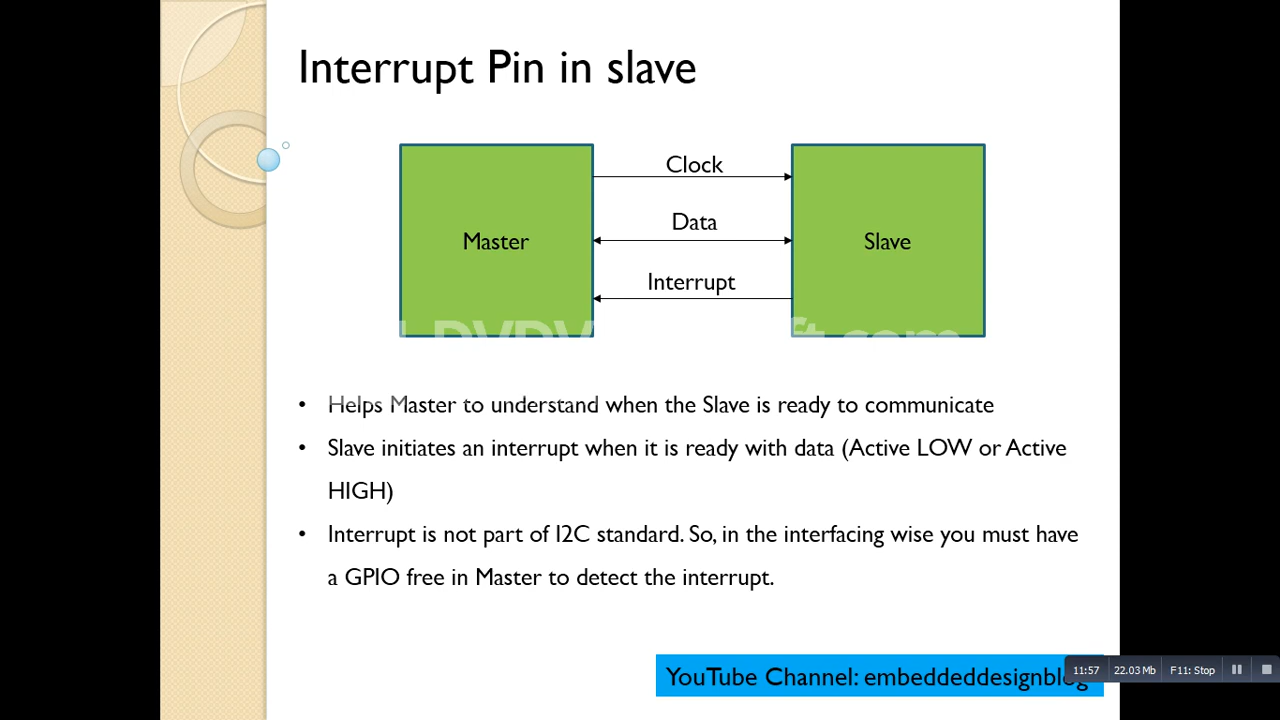 Interrupt Pin in slave
Clock
Data
Master
Slave
Interrupt
• Helps Master to understand when the Slave is ready to communicate
• Slave initiates an interrupt when it is ready with data (Active LOW or Active
HIGH)
• Interrupt is not part of I2C standard. So, in the interfacing wise you must have
a GPIO free in Master to detect the interrupt.
YouTube Channel: embeddeddesignblog
11:57 22.03 Mb F11: Stop